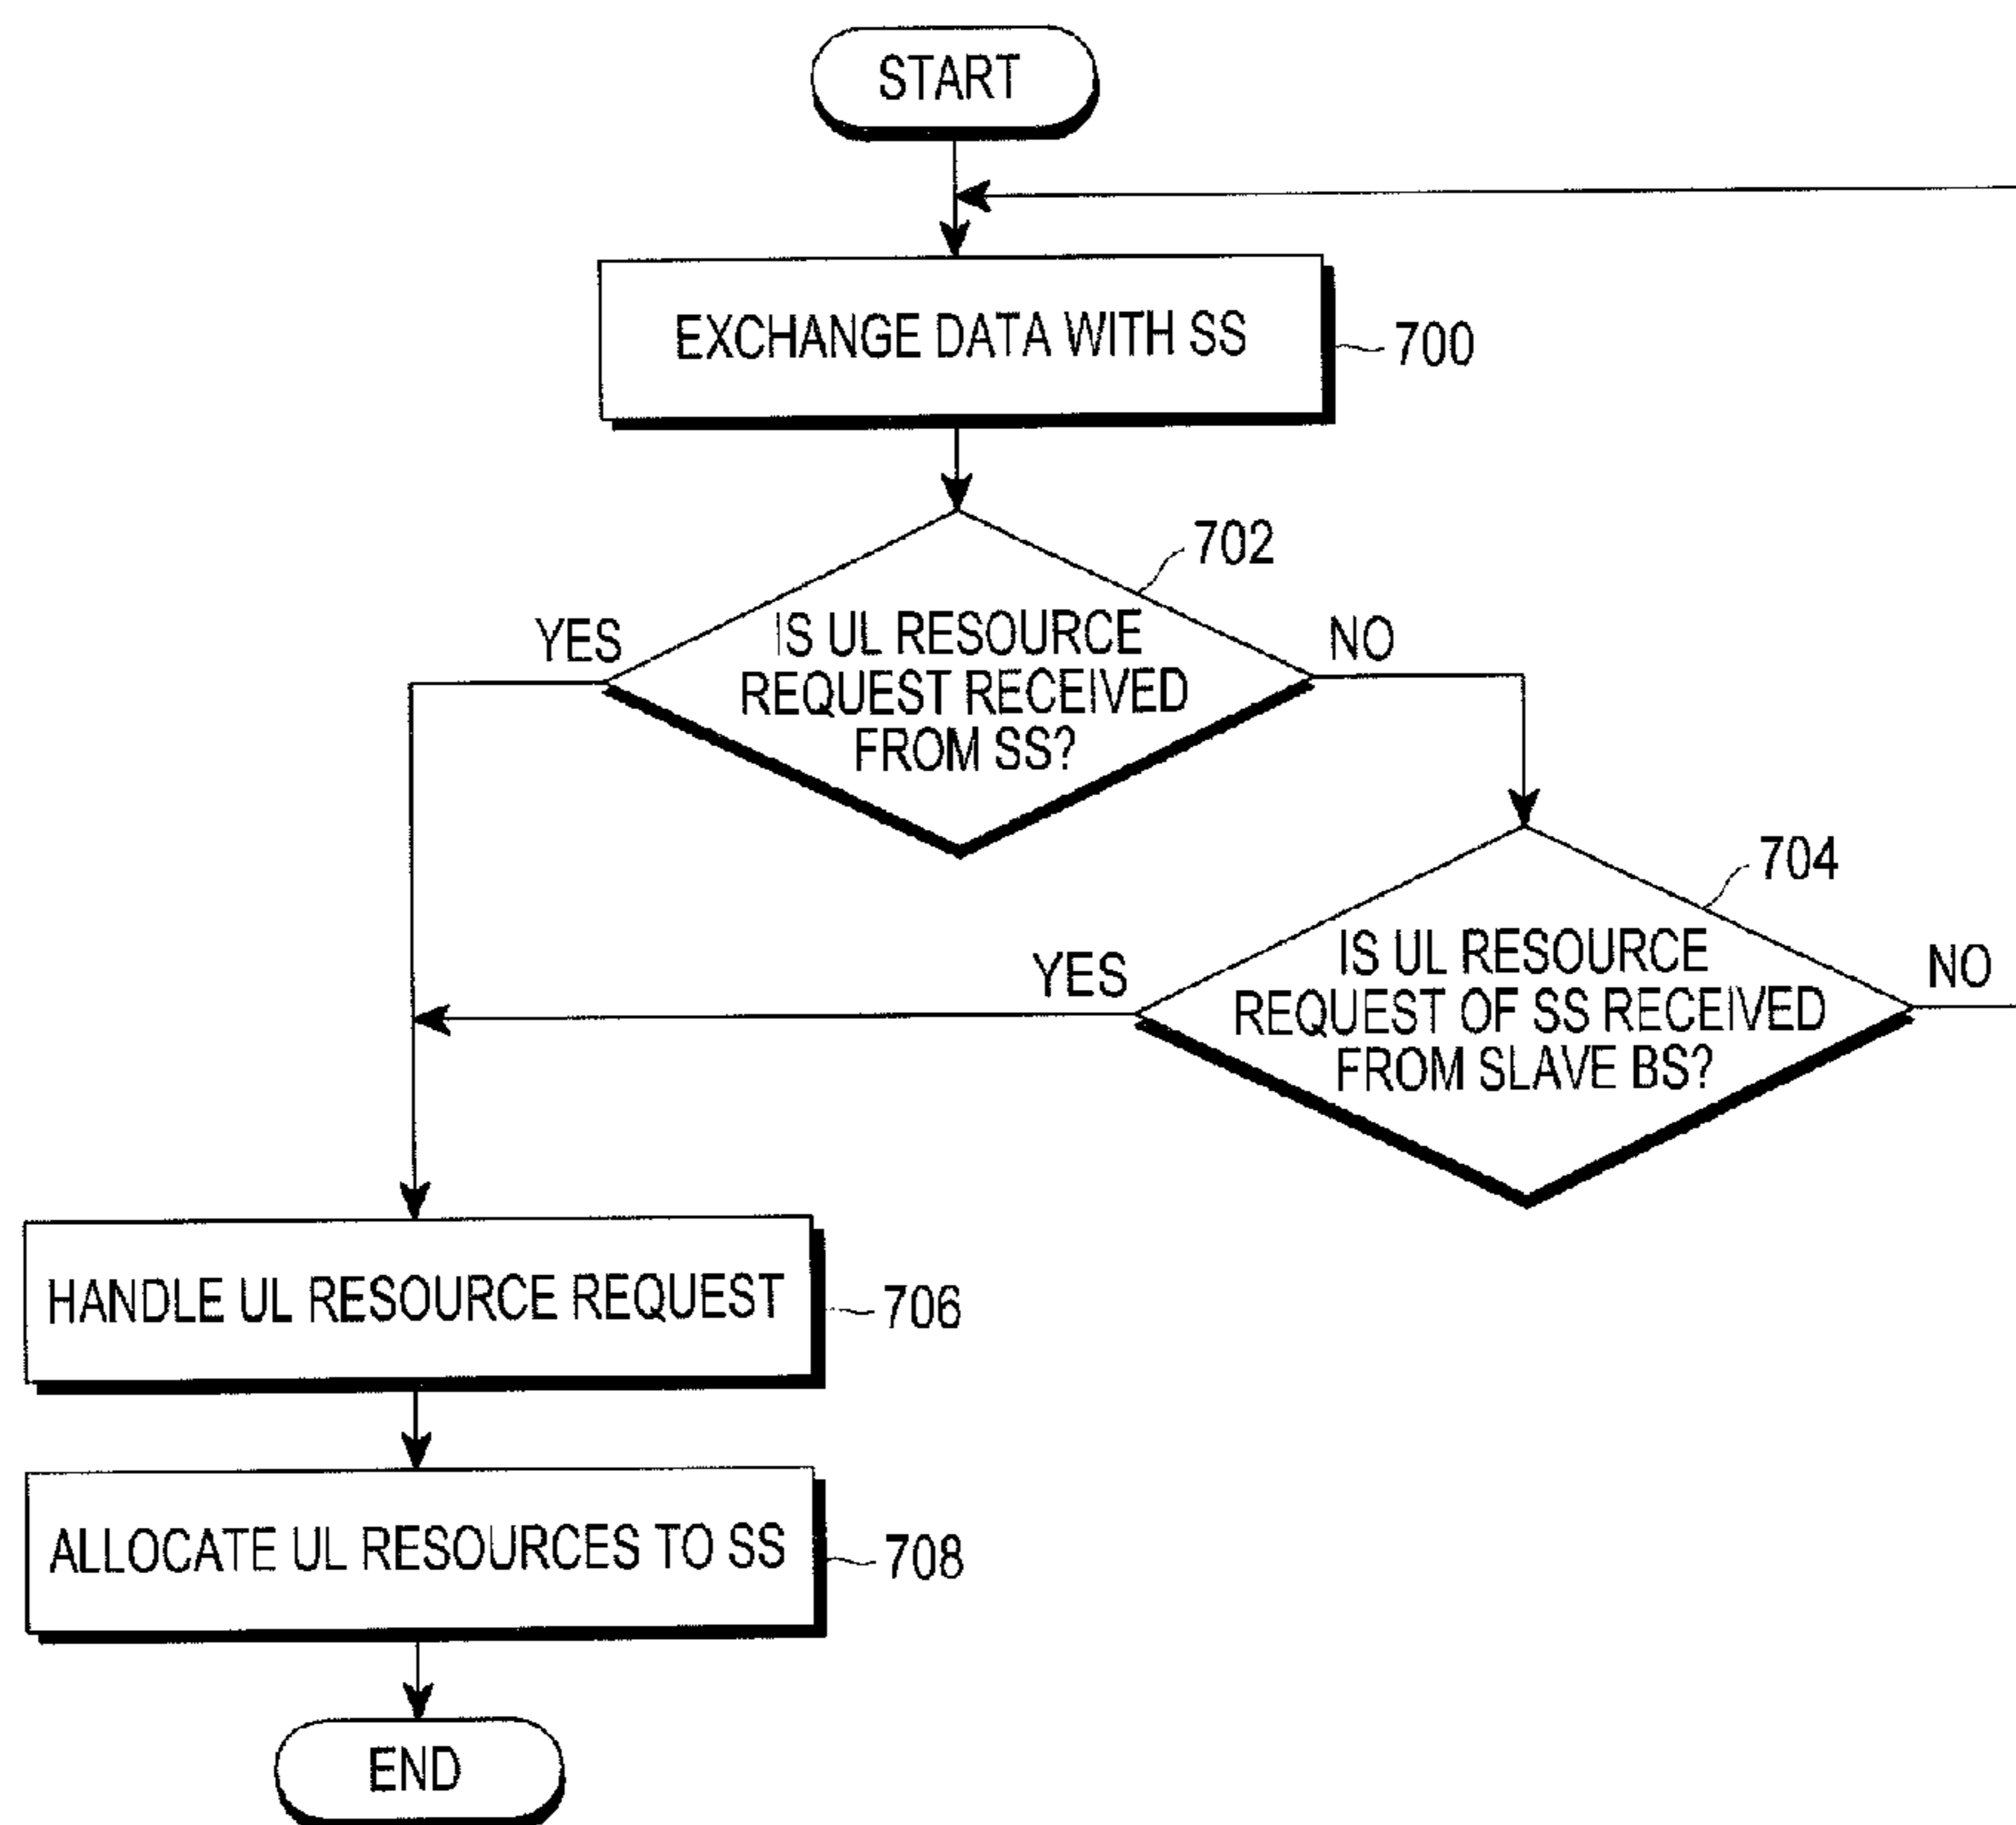 START
EXCHANGE DATA WITH SS
700
702
YES
IS UL RESOURCE
REQUEST RECEIVED
FROM SS?
NO
704
YES
IS UL RESOURCE
REQUEST OF SS RECEIVED
FROM SLAVE BS?
NO
HANDLE UL RESOURCE REQUEST
706
ALLOCATE UL RESOURCES TO SS
708
END